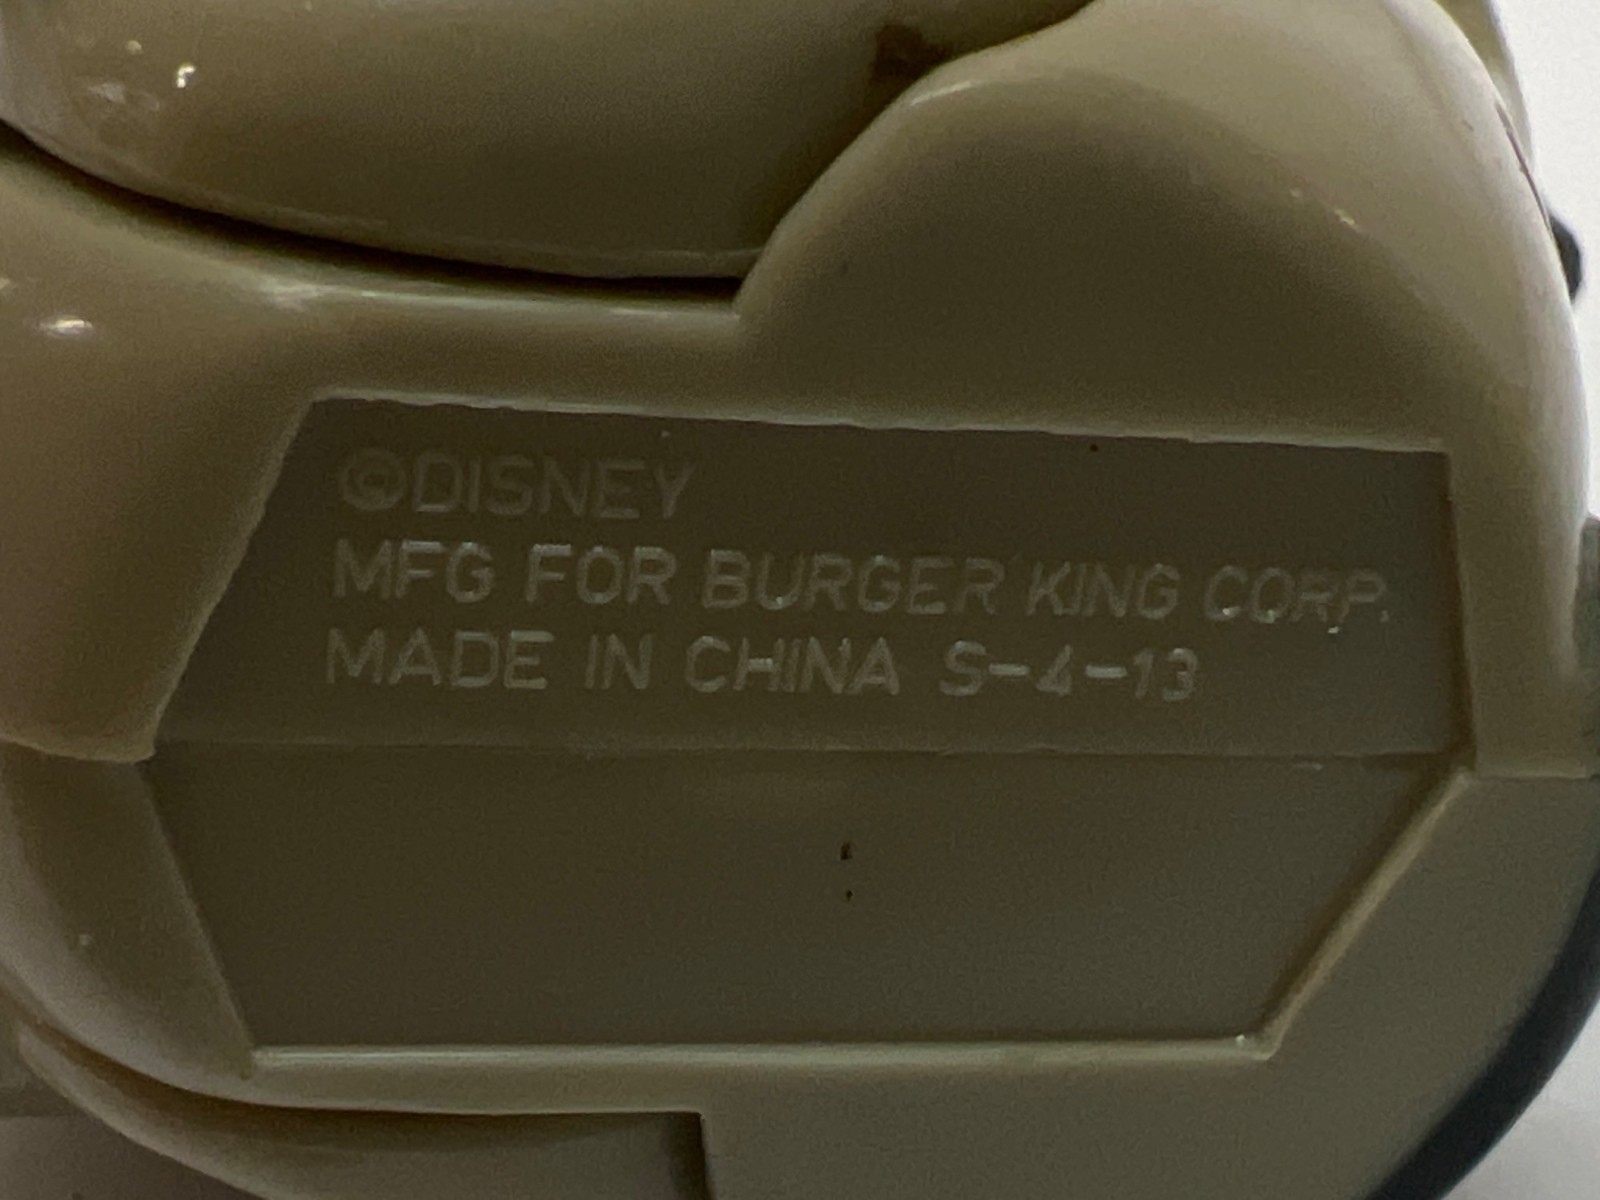 ©DISNEY
MFG FOR BURGER KING CORP.
MADE IN CHINA S-4-13